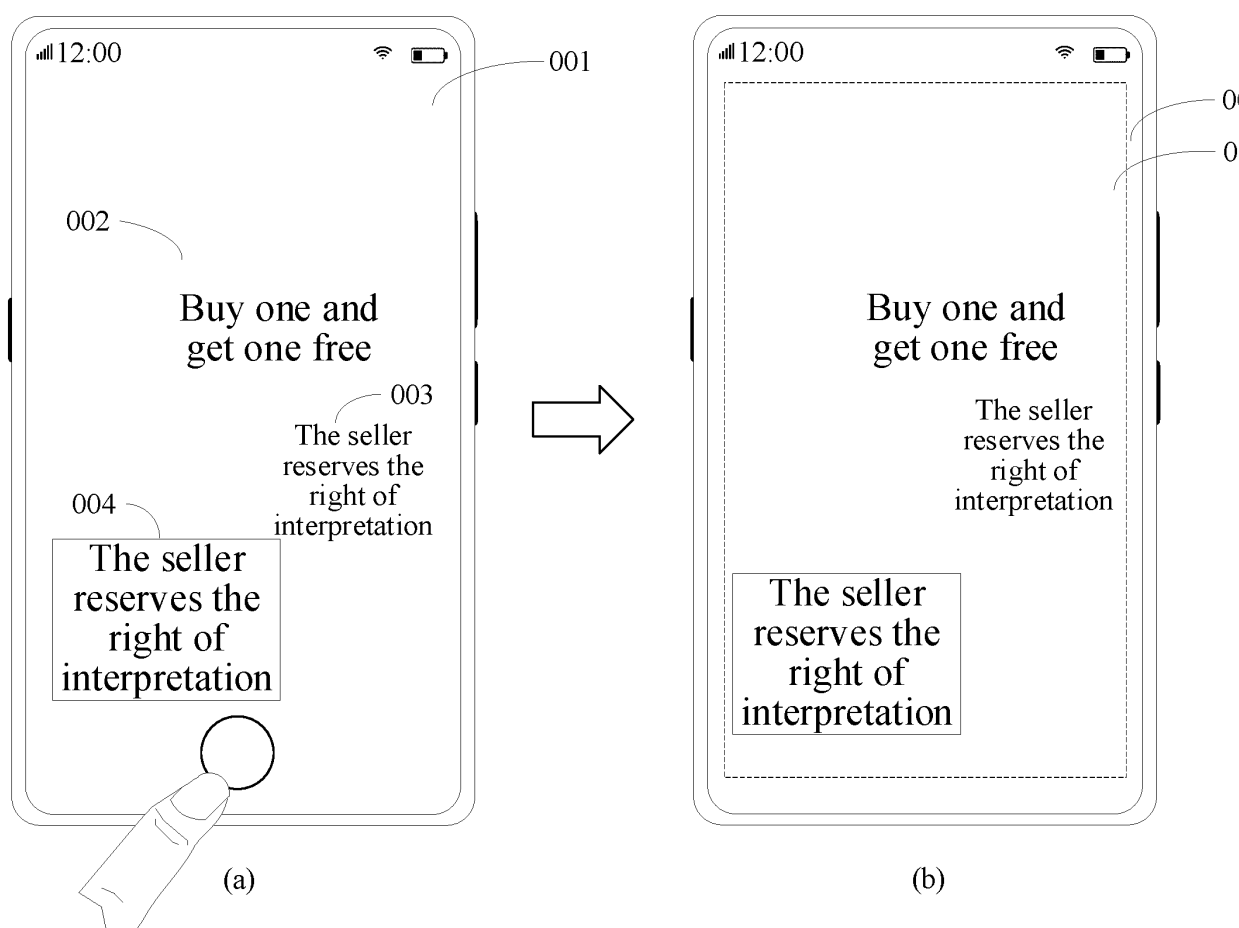 12:00
001
002
Buy one and
get one free
003
The seller
reserves the
right of
interpretation
004
The seller
reserves the
right of
interpretation
(a)
12:00
Buy one and
get one free
The seller
reserves the
right of
interpretation
The seller
reserves the
right of
interpretation
(b)